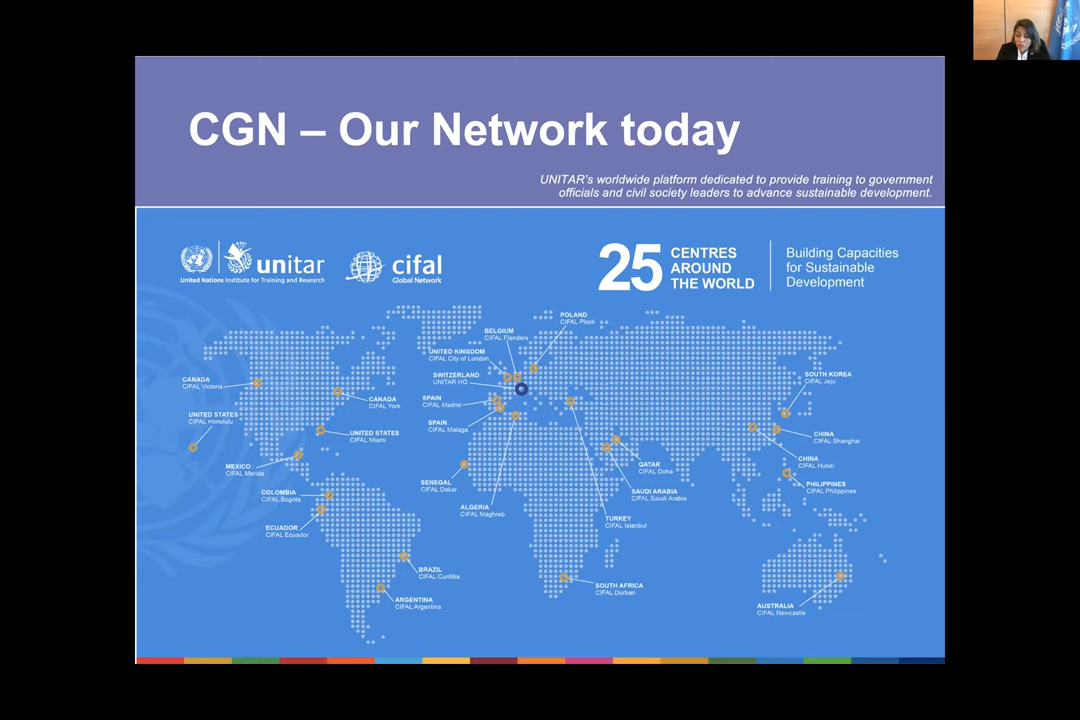 CGN – Our Network today
UNITAR's worldwide platform dedicated to provide training to government
officials and civil society leaders to advance sustainable development.
unitar
United Nations Institute for Training and Research
cifal
Global Network
25
CENTRES
AROUND
THE WORLD
Building Capacities
for Sustainable
Development
POLAND
CIFAL Plock
BELGIUM
CIFAL Flanders
UNITED KINGDOM
CIFAL City of London
SWITZERLAND
UNITAR HQ
CANADA
CIFAL Victoria
CANADA
CIFAL York
SPAIN
CIFAL Madrid
SOUTH KOREA
CIFAL Jeju
UNITED STATES
CIFAL Honolulu
SPAIN
CIFAL Malaga
UNITED STATES
CIFAL Miami
CHINA
CIFAL Shanghai
MEXICO
CIFAL Merida
QATAR
CIFAL Doha
CHINA
CIFAL Hubei
SENEGAL
CIFAL Dakar
PHILIPPINES
CIFAL Philippines
COLOMBIA
CIFAL Bogota
SAUDI ARABIA
CIFAL Saudi Arabia
ALGERIA
CIFAL Maghreb
TURKEY
CIFAL Istanbul
ECUADOR
CIFAL Ecuador
BRAZIL
CIFAL Curitiba
SOUTH AFRICA
CIFAL Durban
ARGENTINA
CIFAL Argentina
AUSTRALIA
CIFAL Newcastle